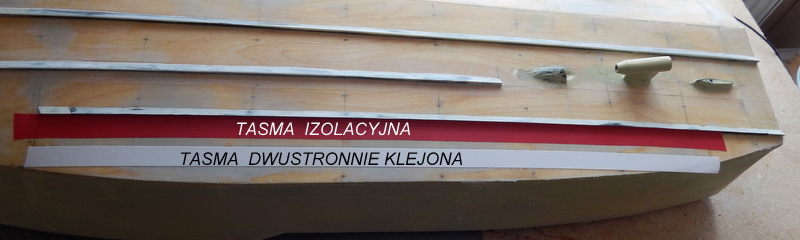 TASMA IZOLACYJNA
TASMA DWUSTRONNIE KLEJONA